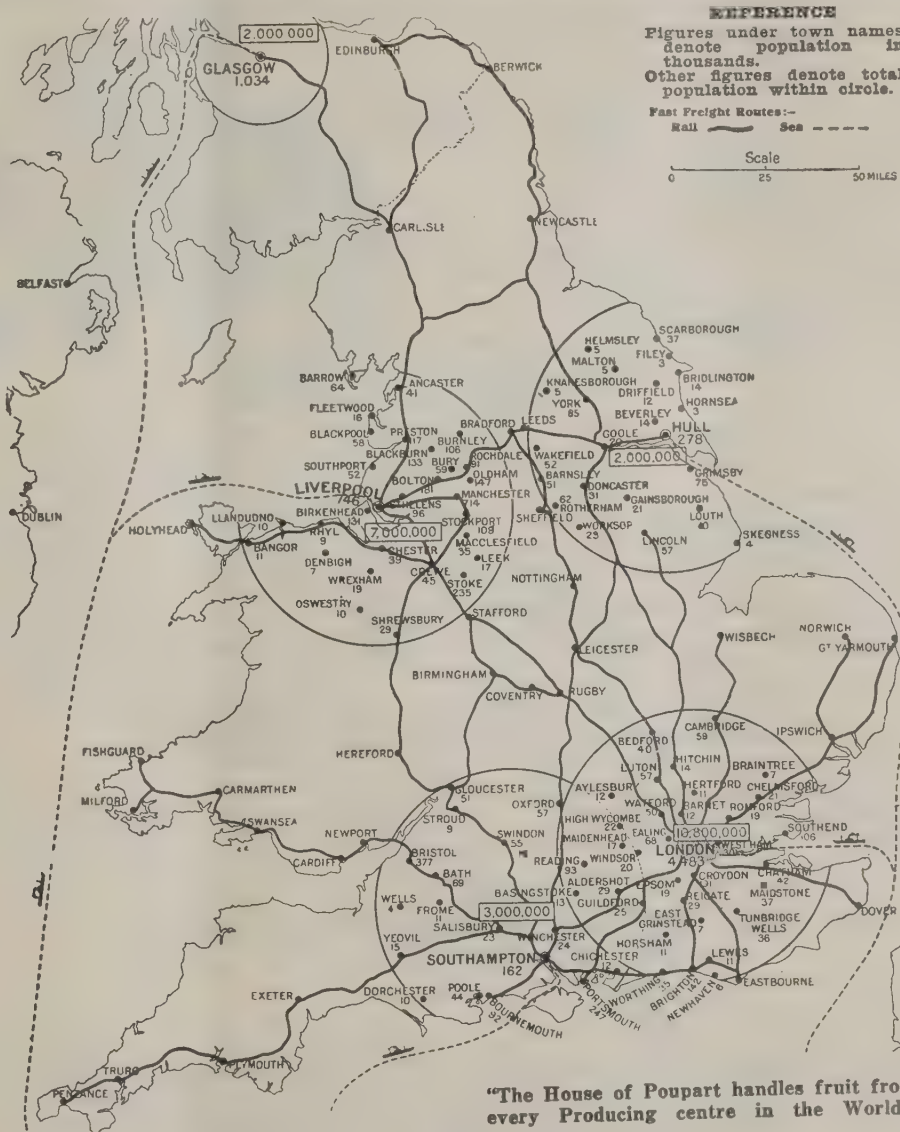 REFERENCE
Figures under town names
denote population in
thousands.
Other figures denote total
population within circle.
Fast Freight Routes:-
Rail Sea
Scale
0 25 50 MILES
2.000 000
EDINBURGH
GLASGOW
1.034
BERWICK
CARLISLE
NEWCASTLE
BELFAST
DUBLIN
SCARBOROUGH
37
HELMSLEY
5
FILEY
3
MALTON
5
BRIDLINGTON
14
KNARESBOROUGH
5
DRIFFIELD
12
HORNSEA
3
YORK
85
BEVERLEY
14
HULL
278
GOOLE
20
2.000,000
BARROW
64
LANCASTER
41
FLEETWOOD
16
BLACKPOOL
58
PRESTON
117
BRADFORD
LEEDS
BURNLEY
106
BLACKBURN
133
ROCHDALE
91
WAKEFIELD
52
BURY
59
OLDHAM
147
BARNSLEY
51
DONCASTER
31
GRIMSBY
75
SOUTHPORT
52
BOLTON
181
GAINSBOROUGH
21
LIVERPOOL
746
ST HELENS
96
MANCHESTER
714
62
ROTHERHAM
LOUTH
10
BIRKENHEAD
131
STOCKPORT
109
SHEFFIELD
WORKSOP
23
7,000,000
MACCLESFIELD
35
LINCOLN
57
SKEGNESS
4
HOLYHEAD
LLANDUDNO
10
RHYL
9
BANGOR
11
CHESTER
39
LEEK
17
DENBIGH
7
CREWE
45
WREXHAM
19
STOKE
235
NOTTINGHAM
OSWESTRY
10
SHREWSBURY
29
STAFFORD
WISBECH
NORWICH
GT YARMOUTH
LEICESTER
BIRMINGHAM
COVENTRY
RUGBY
CAMBRIDGE
59
IPSWICH
HEREFORD
BEDFORD
40
HITCHIN
14
BRAINTREE
7
LUTON
57
FISHGUARD
MILFORD
CARMARTHEN
GLOUCESTER
51
AYLESBURY
12
HERTFORD
11
CHELMSFORD
21
SWANSEA
STROUD
9
OXFORD
57
WATFORD
50
BARNET
12
ROMFORD
19
NEWPORT
SWINDON
55
HIGH WYCOMBE
22
EALING
68
10,800,000
SOUTHEND
106
CARDIFF
BRISTOL
377
MAIDENHEAD
17
LONDON
4,483
WEST HAM
BATH
69
READING
93
WINDSOR
20
CROYDON
CHATHAM
42
WELLS
4
BASINGSTOKE
13
ALDERSHOT
29
EPSOM
19
MAIDSTONE
37
FROME
11
3,000,000
GUILDFORD
25
REIGATE
29
DOVER
SALISBURY
23
EAST
GRINSTEAD
7
TUNBRIDGE
WELLS
36
YEOVIL
15
WINCHESTER
24
HORSHAM
11
SOUTHAMPTON
162
CHICHESTER
12
LEWES
11
EXETER
DORCHESTER
10
POOLE
44
BOURNEMOUTH
92
PORTSMOUTH
247
WORTHING
35
BRIGHTON
142
NEWHAVEN
6
EASTBOURNE
PLYMOUTH
TRURO
PENZANCE
"The House of Poupart handles fruit fro
every Producing centre in the World